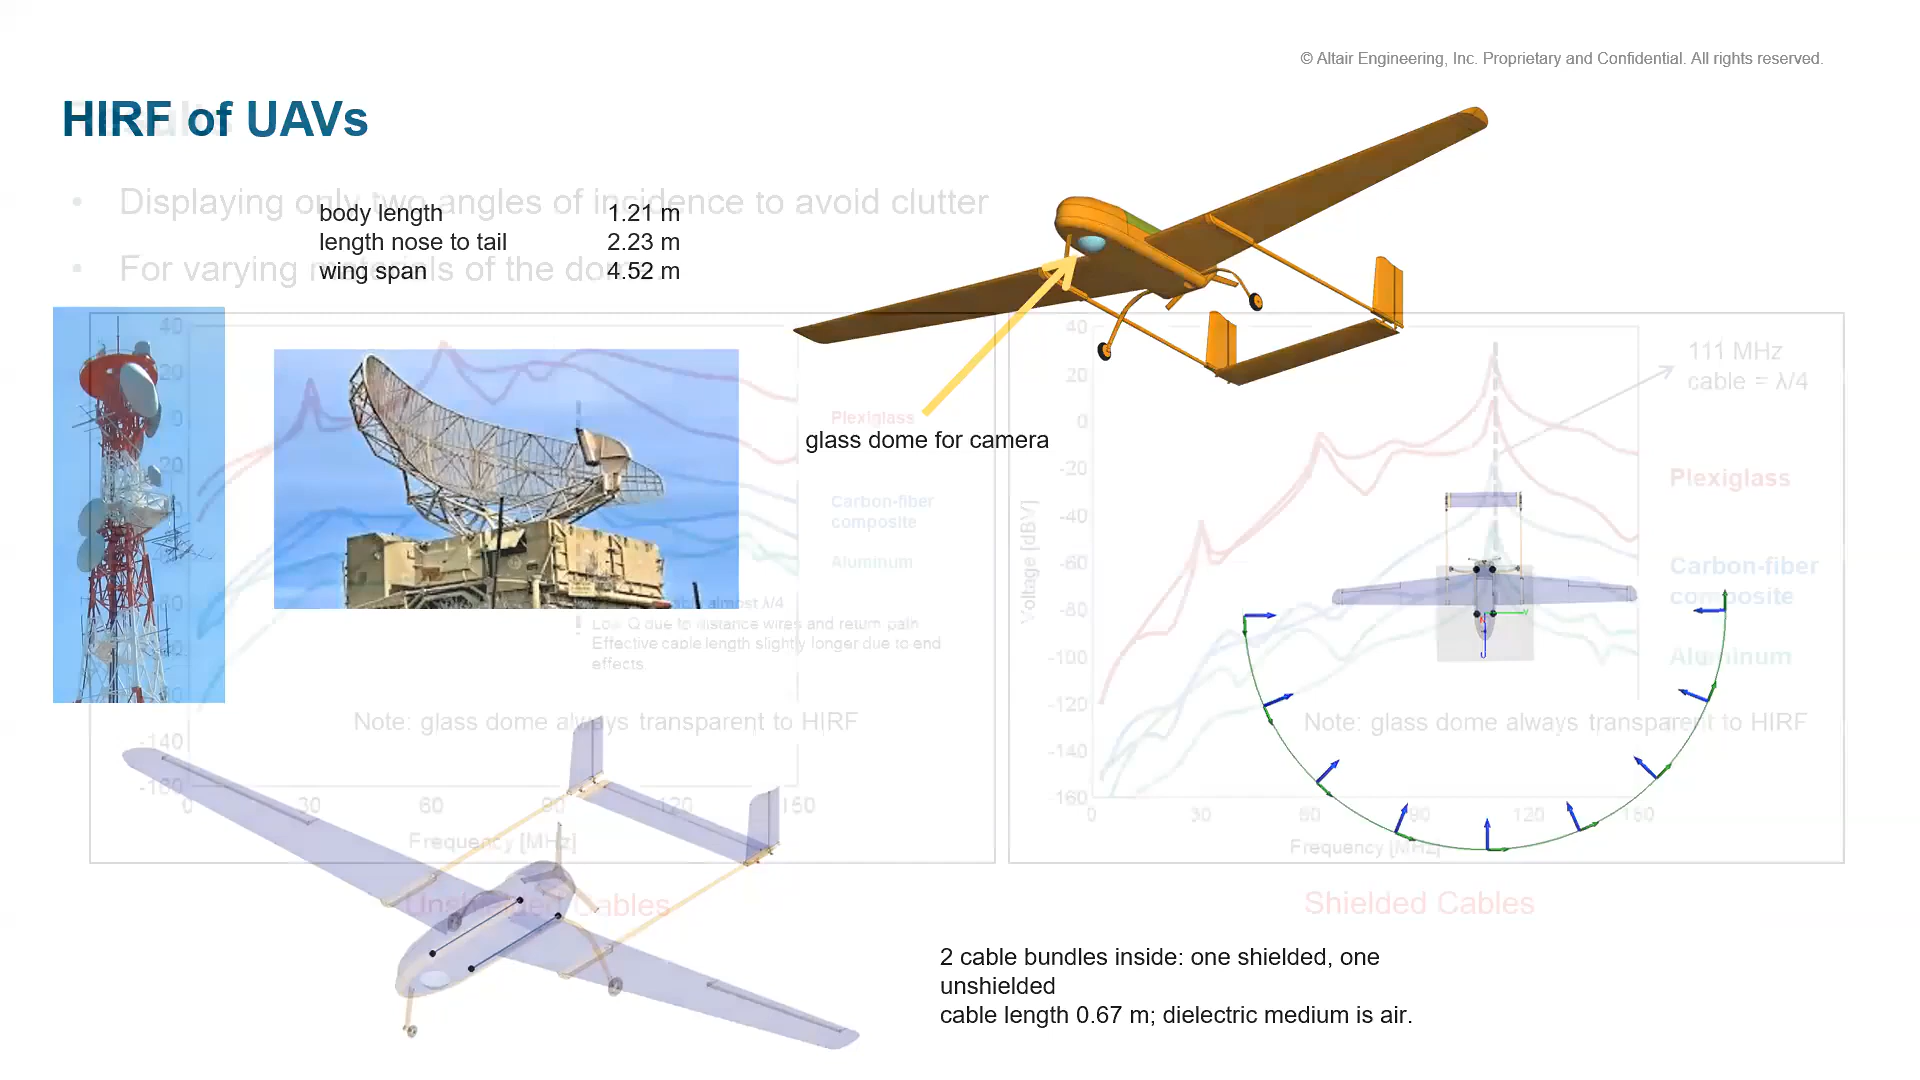 © Altair Engineering, Inc. Proprietary and Confidential. All rights reserved.
HIRF of UAVs
• Displaying only two angles of incidence to avoid clutter
body length 1.21 m
length nose to tail 2.23 m
• For varying materials of the
wing span 4.52 m
40
20
0
20
-140
0
30
60
90
120
150
Frequency [MHz]
Plexiglass
glass dome for camera
Carbon-fiber
composite
Aluminum
almost λ/4
Low Q due to distance wires and return path
Effective cable length slightly longer due to end
effects.
Note: glass dome always transparent to HIRF
Unshielded Cables
40
20
0
-20
-40
-60
-80
-100
-120
-140
160
Voltage [dBV]
0
30
60
90
120
150
Frequency [MHz]
111 MHz
cable = λ/4
Plexiglass
Carbon-fiber
composite
Aluminum
y
Note: glass dome always transparent to HIRF
Shielded Cables
2 cable bundles inside: one shielded, one
unshielded
cable length 0.67 m; dielectric medium is air.